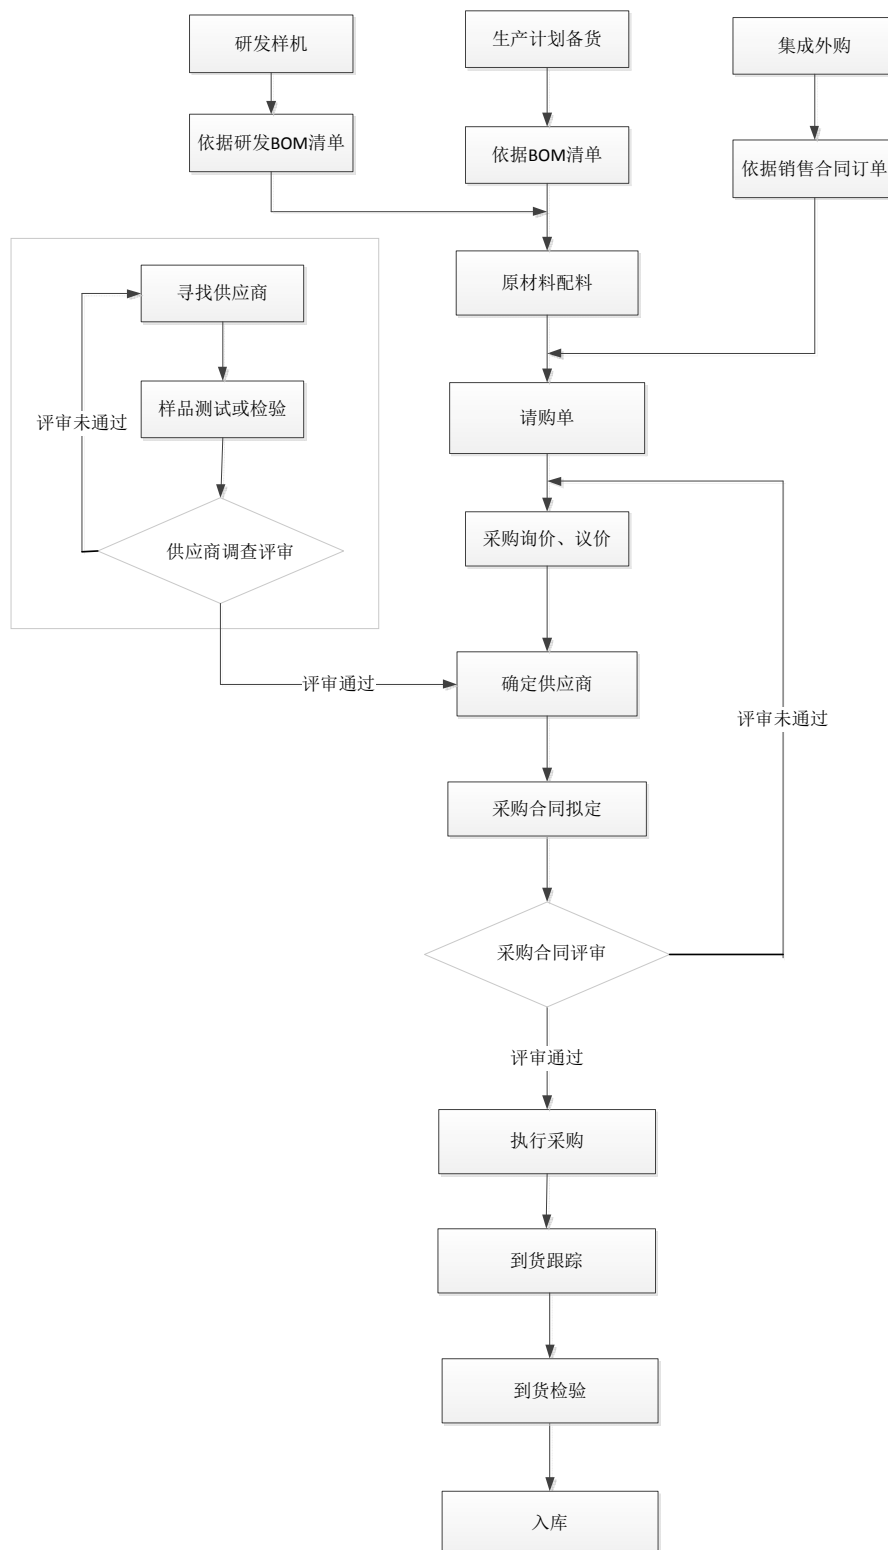 研发样机
生产计划备货
集成外购
依据研发BOM清单
依据BOM清单
依据销售合同订单
原材料配料
寻找供应商
样品测试或检验
评审未通过
请购单
供应商调查评审
采购询价、议价
评审通过
确定供应商
评审未通过
采购合同拟定
采购合同评审
评审通过
执行采购
到货跟踪
到货检验
入库